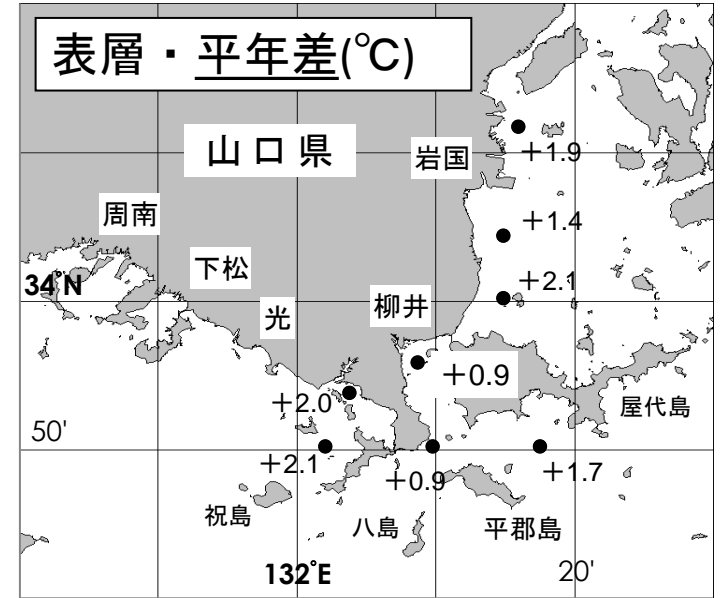 表層・平年差(℃)
山口県
岩国
+1.9
周南
+1.4
下松
34°N
+2.1
光
柳井
+0.9
+2.0
屋代島
50'
+2.1
+0.9
+1.7
祝島
八島
平郡島
132°E
20'